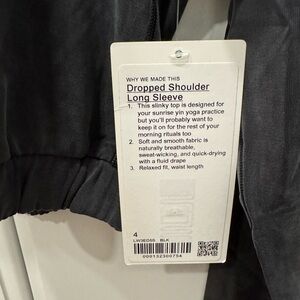 WHY WE MADE THIS
Dropped Shoulder
Long Sleeve
1. This slinky top is designed for
your sunrise yin yoga practice
but you'll probably want to
keep it on for the rest of your
morning rituals too
2. Soft and smooth fabric is
naturally breathable,
sweat-wicking, and quick-drying
with a fluid drape
3. Relaxed fit, waist length
4
LW3EG5S BLK
000152300754